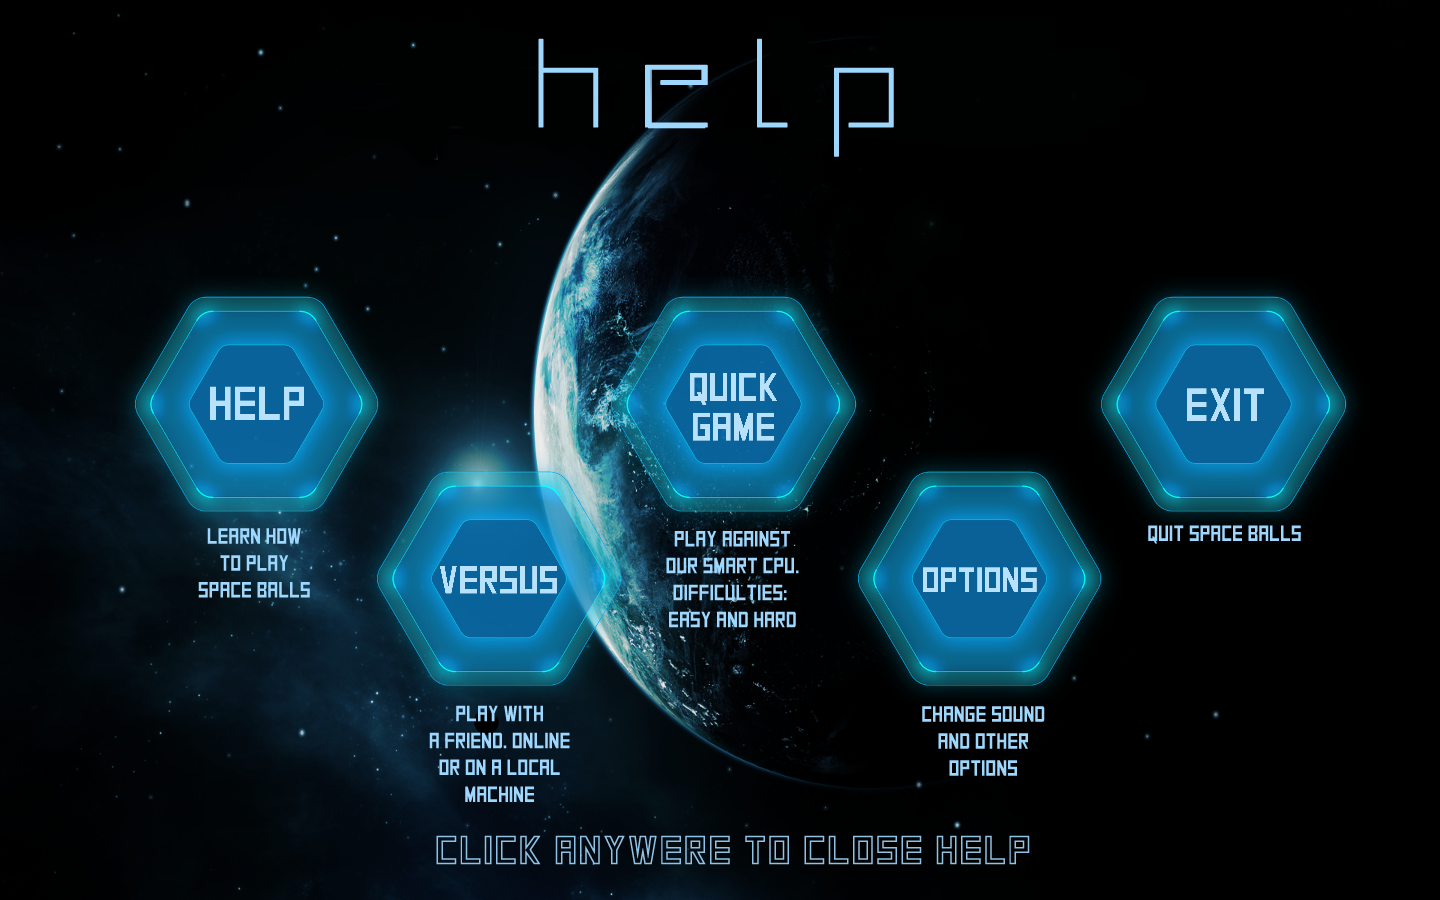 help
HELP
LEARN HOW
TO PLAY
SPACE BALLS
VERSUS
PLAY WITH
A FRIEND. ONLINE
OR ON A LOCAL
MACHINE
QUICK
GAME
PLAY AGAINST
OUR SMART CPU.
DIFFICULTIES:
EASY AND HARD
OPTIONS
CHANGE SOUND
AND OTHER
OPTIONS
EXIT
QUIT SPACE BALLS
CLICK ANYWERE TO CLOSE HELP